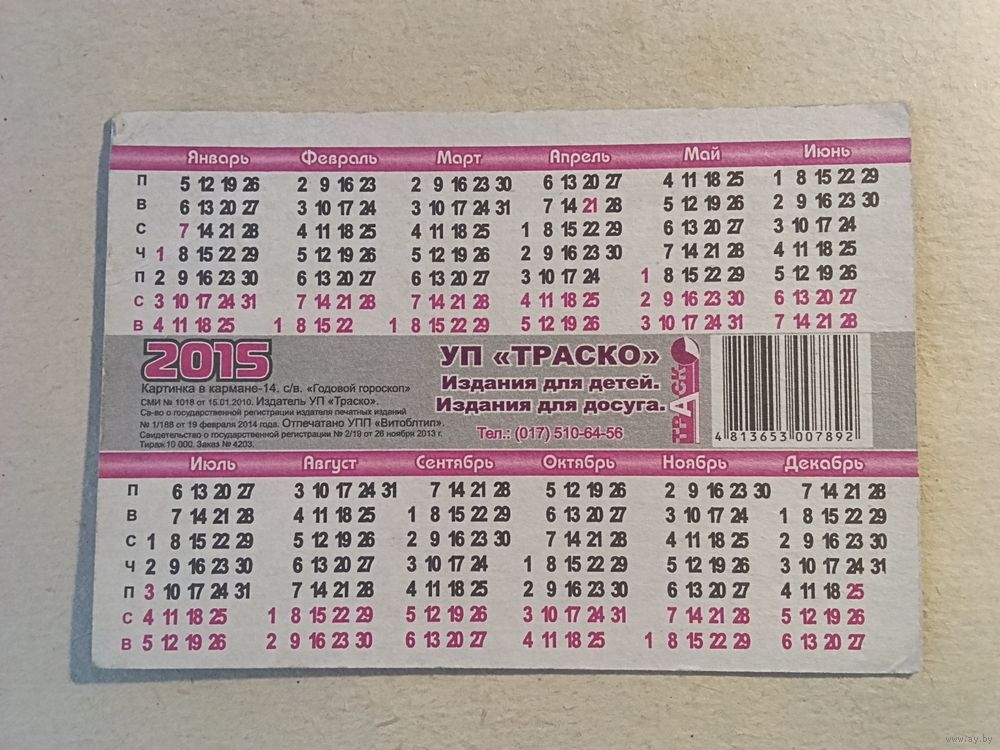 Январь Февраль Март Апрель Май Июнь
П 5 12 19 26 2 9 16 23 2 9 16 23 30 6 13 20 27 4 11 18 25 1 8 15 22 29
В 6 13 20 27 3 10 17 24 3 10 17 24 31 7 14 21 28 5 12 19 26 2 9 16 23 30
С 7 14 21 28 4 11 18 25 4 11 18 25 1 8 15 22 29 6 13 20 27 3 10 17 24
Ч 1 8 15 22 29 5 12 19 26 5 12 19 26 2 9 16 23 30 7 14 21 28 4 11 18 25
П 2 9 16 23 30 6 13 20 27 6 13 20 27 3 10 17 24 1 8 15 22 29 5 12 19 26
С 3 10 17 24 31 7 14 21 28 7 14 21 28 4 11 18 25 2 9 16 23 30 6 13 20 27
В 4 11 18 25 1 8 15 22 1 8 15 22 29 5 12 19 26 3 10 17 24 31 7 14 21 28
2015
Картинка в кармане-14. с/в. «Годовой гороскоп»
СМИ № 1018 от 15.01.2010. Издатель УП «Траско».
Св-во о государственной регистрации издателя печатных изданий
№ 1/188 от 19 февраля 2014 года. Отпечатано УПП «Витоблтип».
Свидетельство о государственной регистрации № 2/19 от 26 ноября 2013 г.
Тираж 10 000. Заказ № 4203.
УП «ТРАСКО»
Издания для детей.
Издания для досуга.
Тел.: (017) 510-64-56
ТРАСКО
4 813653 007892
Июль Август Сентябрь Октябрь Ноябрь Декабрь
П 6 13 20 27 3 10 17 24 31 7 14 21 28 5 12 19 26 2 9 16 23 30 7 14 21 28
В 7 14 21 28 4 11 18 25 1 8 15 22 29 6 13 20 27 3 10 17 24 1 8 15 22 29
С 1 8 15 22 29 5 12 19 26 2 9 16 23 30 7 14 21 28 4 11 18 25 2 9 16 23 30
Ч 2 9 16 23 30 6 13 20 27 3 10 17 24 1 8 15 22 29 5 12 19 26 3 10 17 24 31
П 3 10 17 24 31 7 14 21 28 4 11 18 25 2 9 16 23 30 6 13 20 27 4 11 18 25
С 4 11 18 25 1 8 15 22 29 5 12 19 26 3 10 17 24 31 7 14 21 28 5 12 19 26
В 5 12 19 26 2 9 16 23 30 6 13 20 27 4 11 18 25 1 8 15 22 29 6 13 20 27
www.ay.by